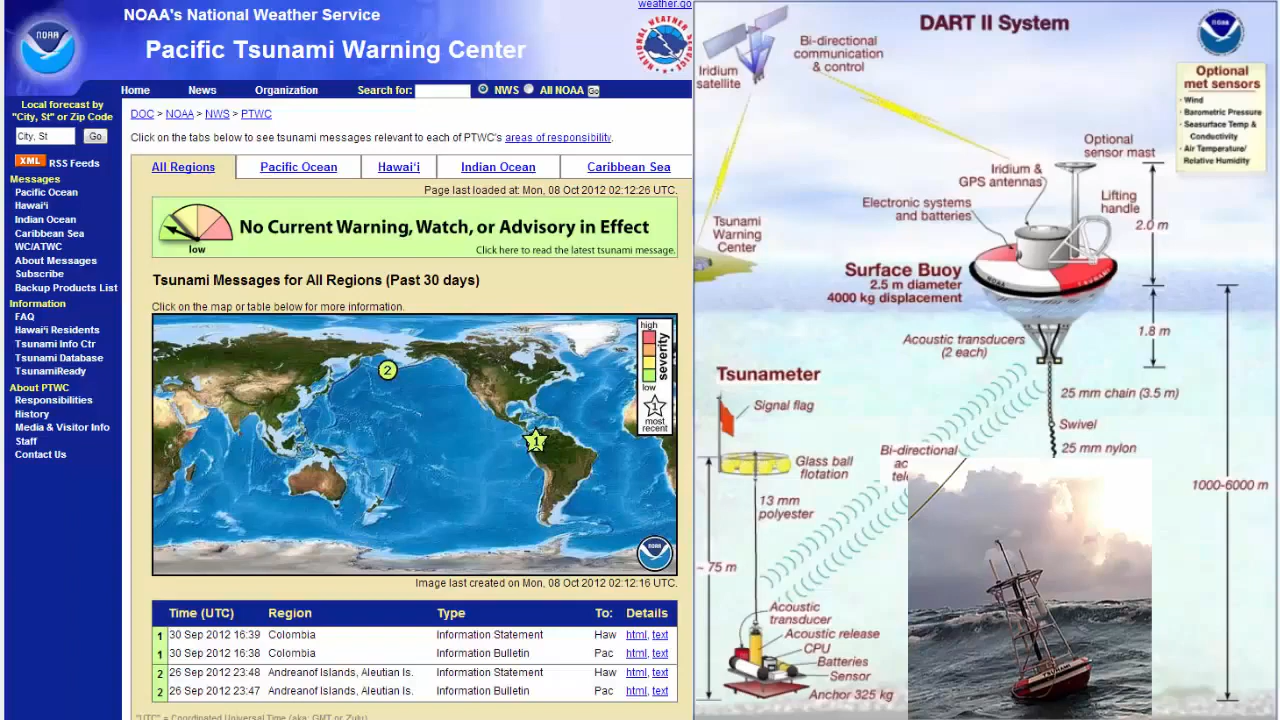 NOAA's National Weather Service
weather.go
Pacific Tsunami Warning Center
NOAA
Home News Organization Search for: NWS All NOAA Go
Local forecast by
"City, St" or Zip Code
City, St Go
XML RSS Feeds
Messages
Pacific Ocean
Hawai'i
Indian Ocean
Caribbean Sea
WC/ATWC
About Messages
Subscribe
Backup Products List
Information
FAQ
Hawai'i Residents
Tsunami Info Ctr
Tsunami Database
TsunamiReady
About PTWC
Responsibilities
History
Media & Visitor Info
Staff
Contact Us
DOC > NOAA > NWS > PTWC
Click on the tabs below to see tsunami messages relevant to each of PTWC's areas of responsibility.
All Regions Pacific Ocean Hawai'i Indian Ocean Caribbean Sea
Page last loaded at: Mon, 08 Oct 2012 02:12:26 UTC.
low
No Current Warning, Watch, or Advisory in Effect
Click here to read the latest tsunami message.
Tsunami Messages for All Regions (Past 30 days)
Click on the map or table below for more information.
high
severity
low
1
most
recent
2
1
NOAA
Image last created on Mon, 08 Oct 2012 02:12:16 UTC.
Time (UTC) Region Type To: Details
1 30 Sep 2012 16:39 Colombia Information Statement Haw html, text
1 30 Sep 2012 16:38 Colombia Information Bulletin Pac html, text
2 26 Sep 2012 23:48 Andreanof Islands, Aleutian Is. Information Statement Haw html, text
2 26 Sep 2012 23:47 Andreanof Islands, Aleutian Is. Information Bulletin Pac html, text
"UTC" = Coordinated Universal Time (aka: GMT or Zulu)
DART II System
NOAA
Iridium
satellite
Bi-directional
communication
& control
Optional
met sensors
· Wind
· Barometric Pressure
· Seasurface Temp &
Conductivity
· Air Temperature/
Relative Humidity
Optional
sensor mast
Iridium &
GPS antennas
Lifting
handle
Electronic systems
and batteries
2.0 m
Tsunami
Warning
Center
Surface Buoy
2.5 m diameter
4000 kg displacement
Acoustic transducers
(2 each)
1.8 m
Tsunameter
25 mm chain (3.5 m)
Signal flag
Swivel
25 mm nylon
Bi-directional
ac
tele
Glass ball
flotation
1000-6000 m
13 mm
polyester
~ 75 m
Acoustic
transducer
Acoustic release
CPU
Batteries
Sensor
Anchor 325 kg